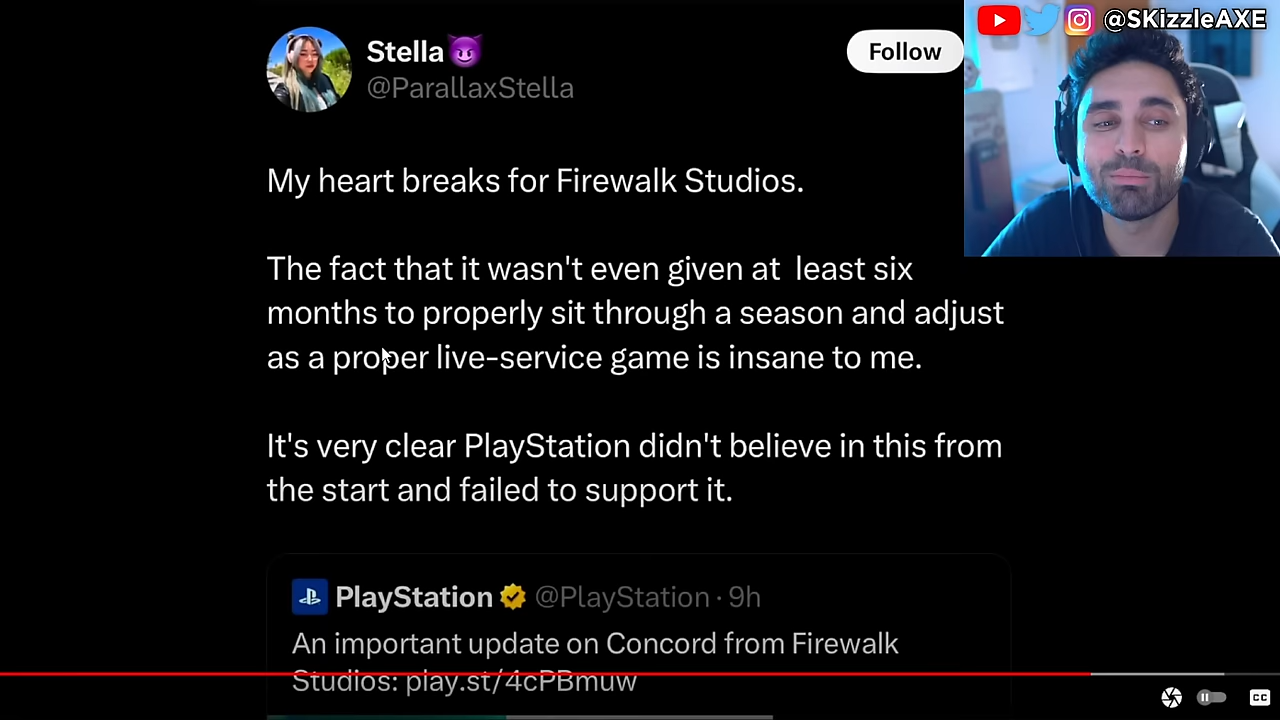 @SKizzleAXE
Stella
Follow
@ParallaxStella
My heart breaks for Firewalk Studios.
The fact that it wasn't even given at  least six
months to properly sit through a season and adjust
as a proper live-service game is insane to me.
It's very clear PlayStation didn't believe in this from
the start and failed to support it.
PlayStation @PlayStation · 9h
An important update on Concord from Firewalk
Studios: play.st/4cPBmuw
CC